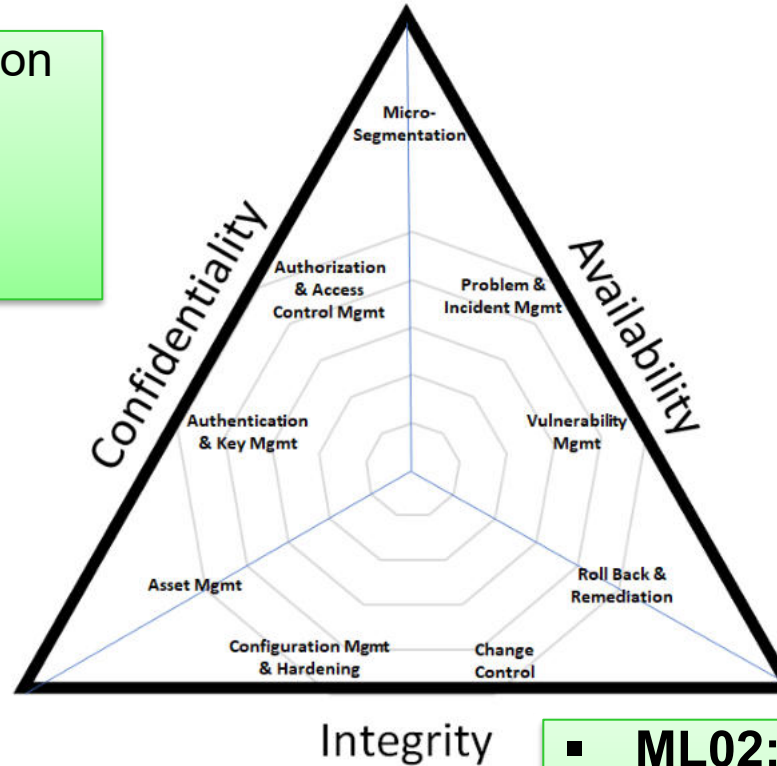 on
Micro-
Segmentation
Confidentiality
Availability
Authorization
& Access
Control Mgmt
Problem &
Incident Mgmt
Authentication
& Key Mgmt
Vulnerability
Mgmt
Asset Mgmt
Roll Back &
Remediation
Configuration Mgmt
& Hardening
Change
Control
Integrity
▪ ML02: